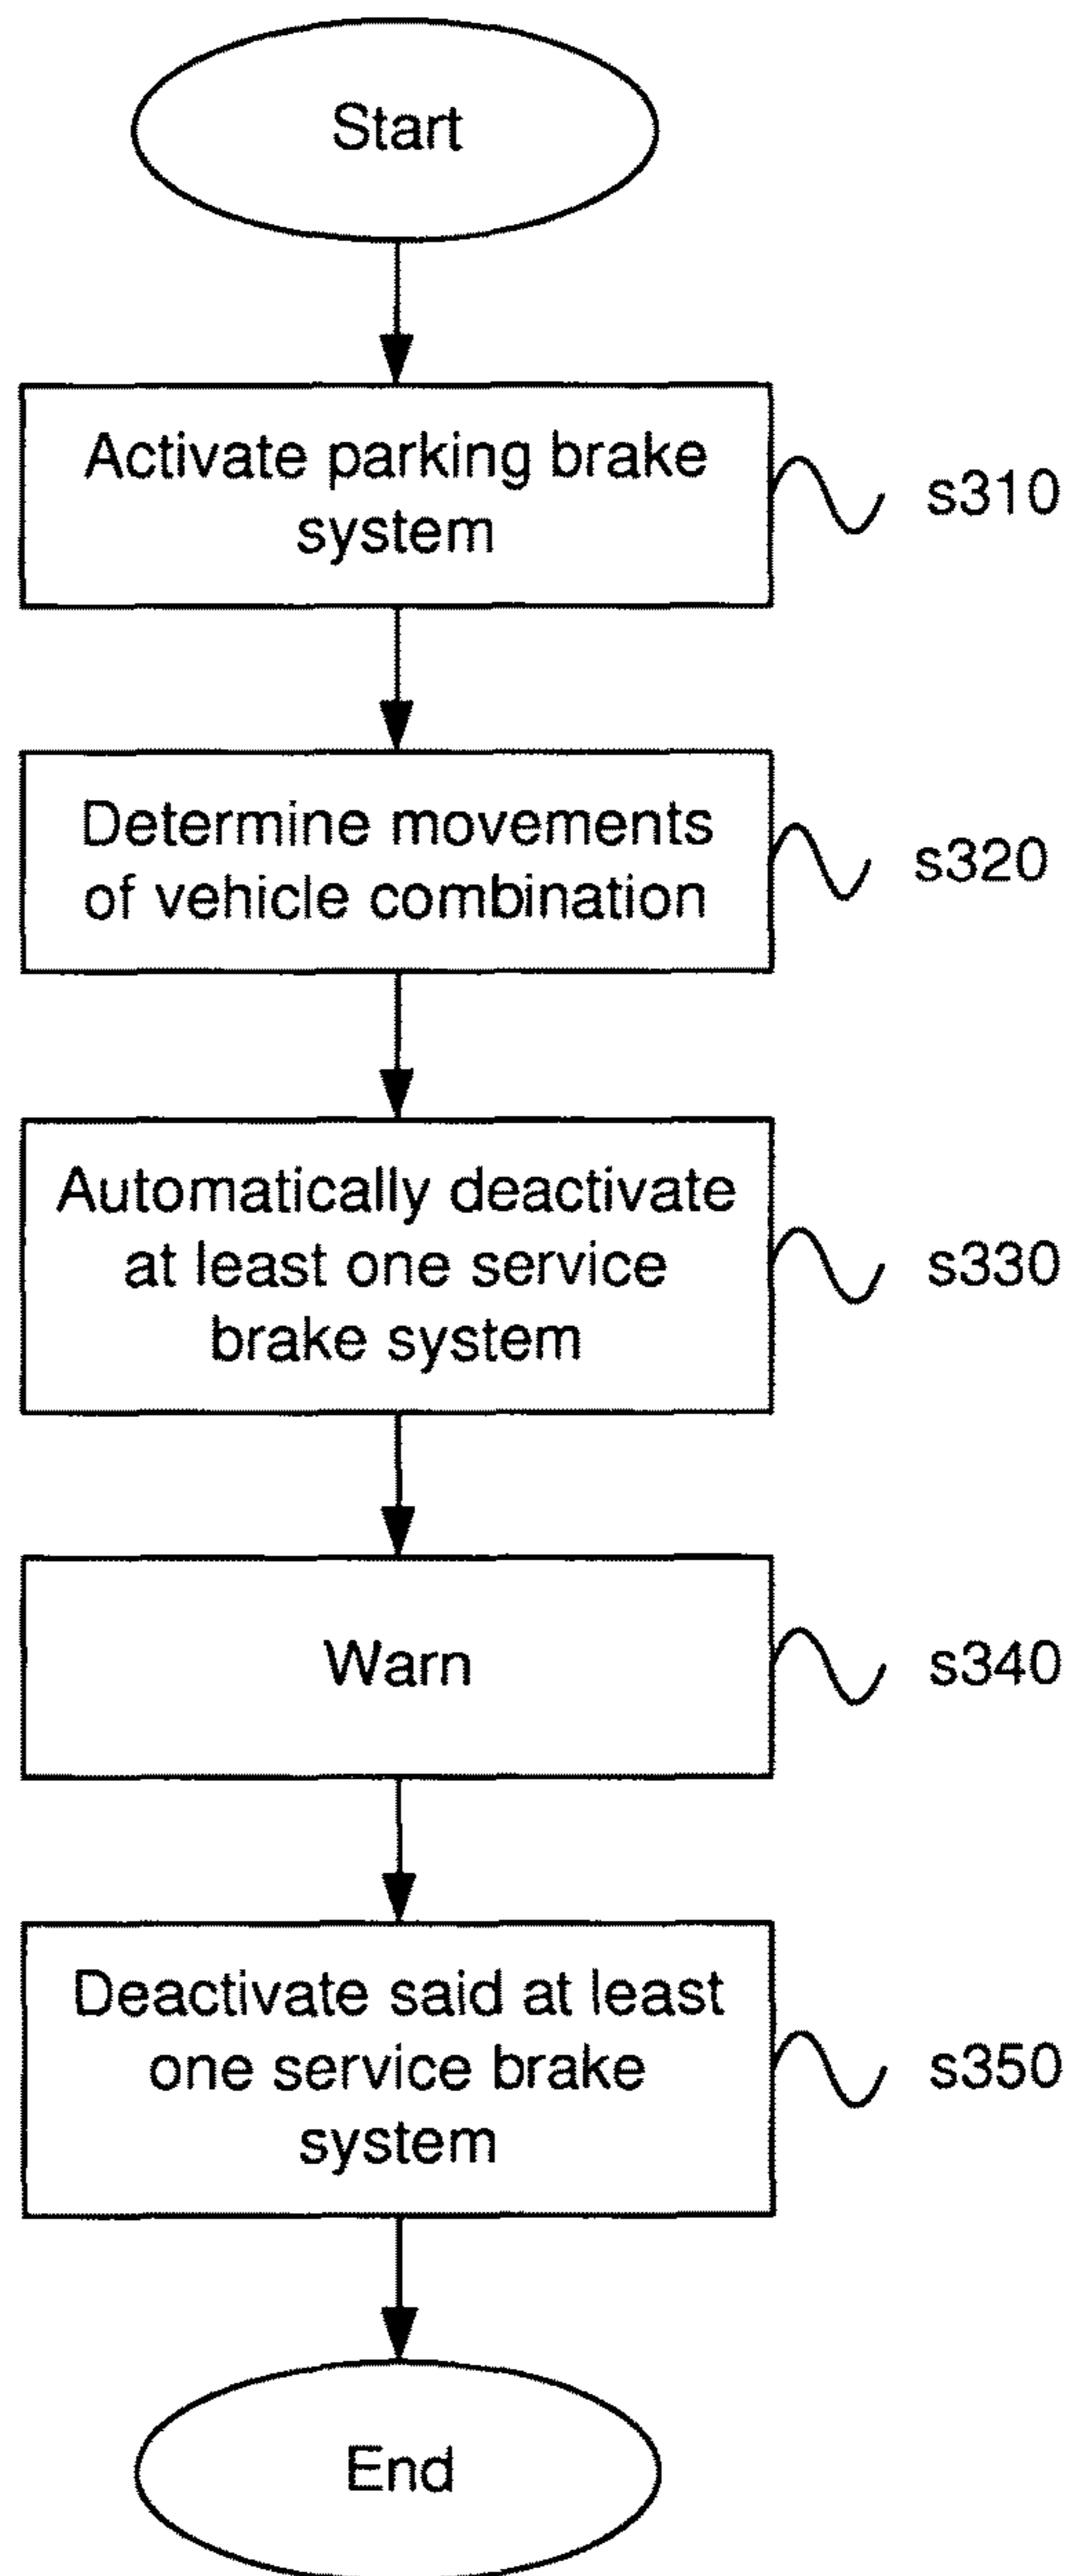 Start
Activate parking brake
system
s310
Determine movements
of vehicle combination
s320
Automatically deactivate
at least one service
brake system
s330
Warn
s340
Deactivate said at least
one service brake
system
s350
End